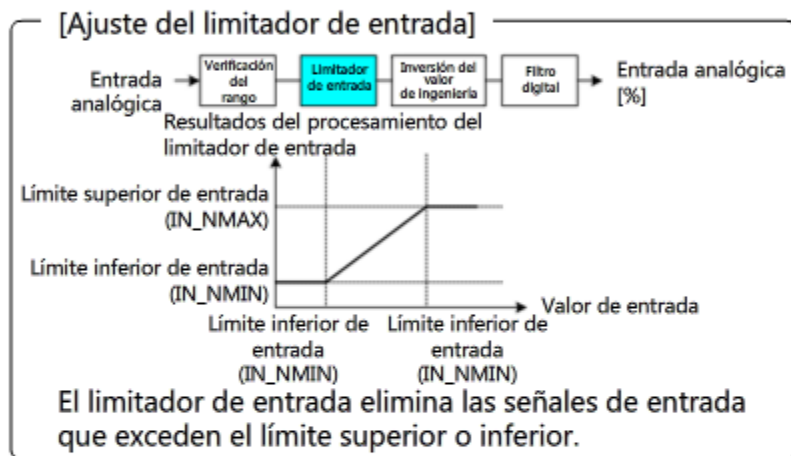 [Ajuste del limitador de entrada]
Entrada
analógica
Verificación
del
rango
Limitador
de entrada
Inversión del
valor
de ingeniería
Filtro
digital
Entrada analógica
[%]
Resultados del procesamiento del
limitador de entrada
Límite superior de entrada
(IN_NMAX)
Límite inferior de entrada
(IN_NMIN)
Valor de entrada
Límite inferior de
entrada
(IN_NMIN)
Límite inferior de
entrada
(IN_NMIN)
El limitador de entrada elimina las señales de entrada
que exceden el límite superior o inferior.